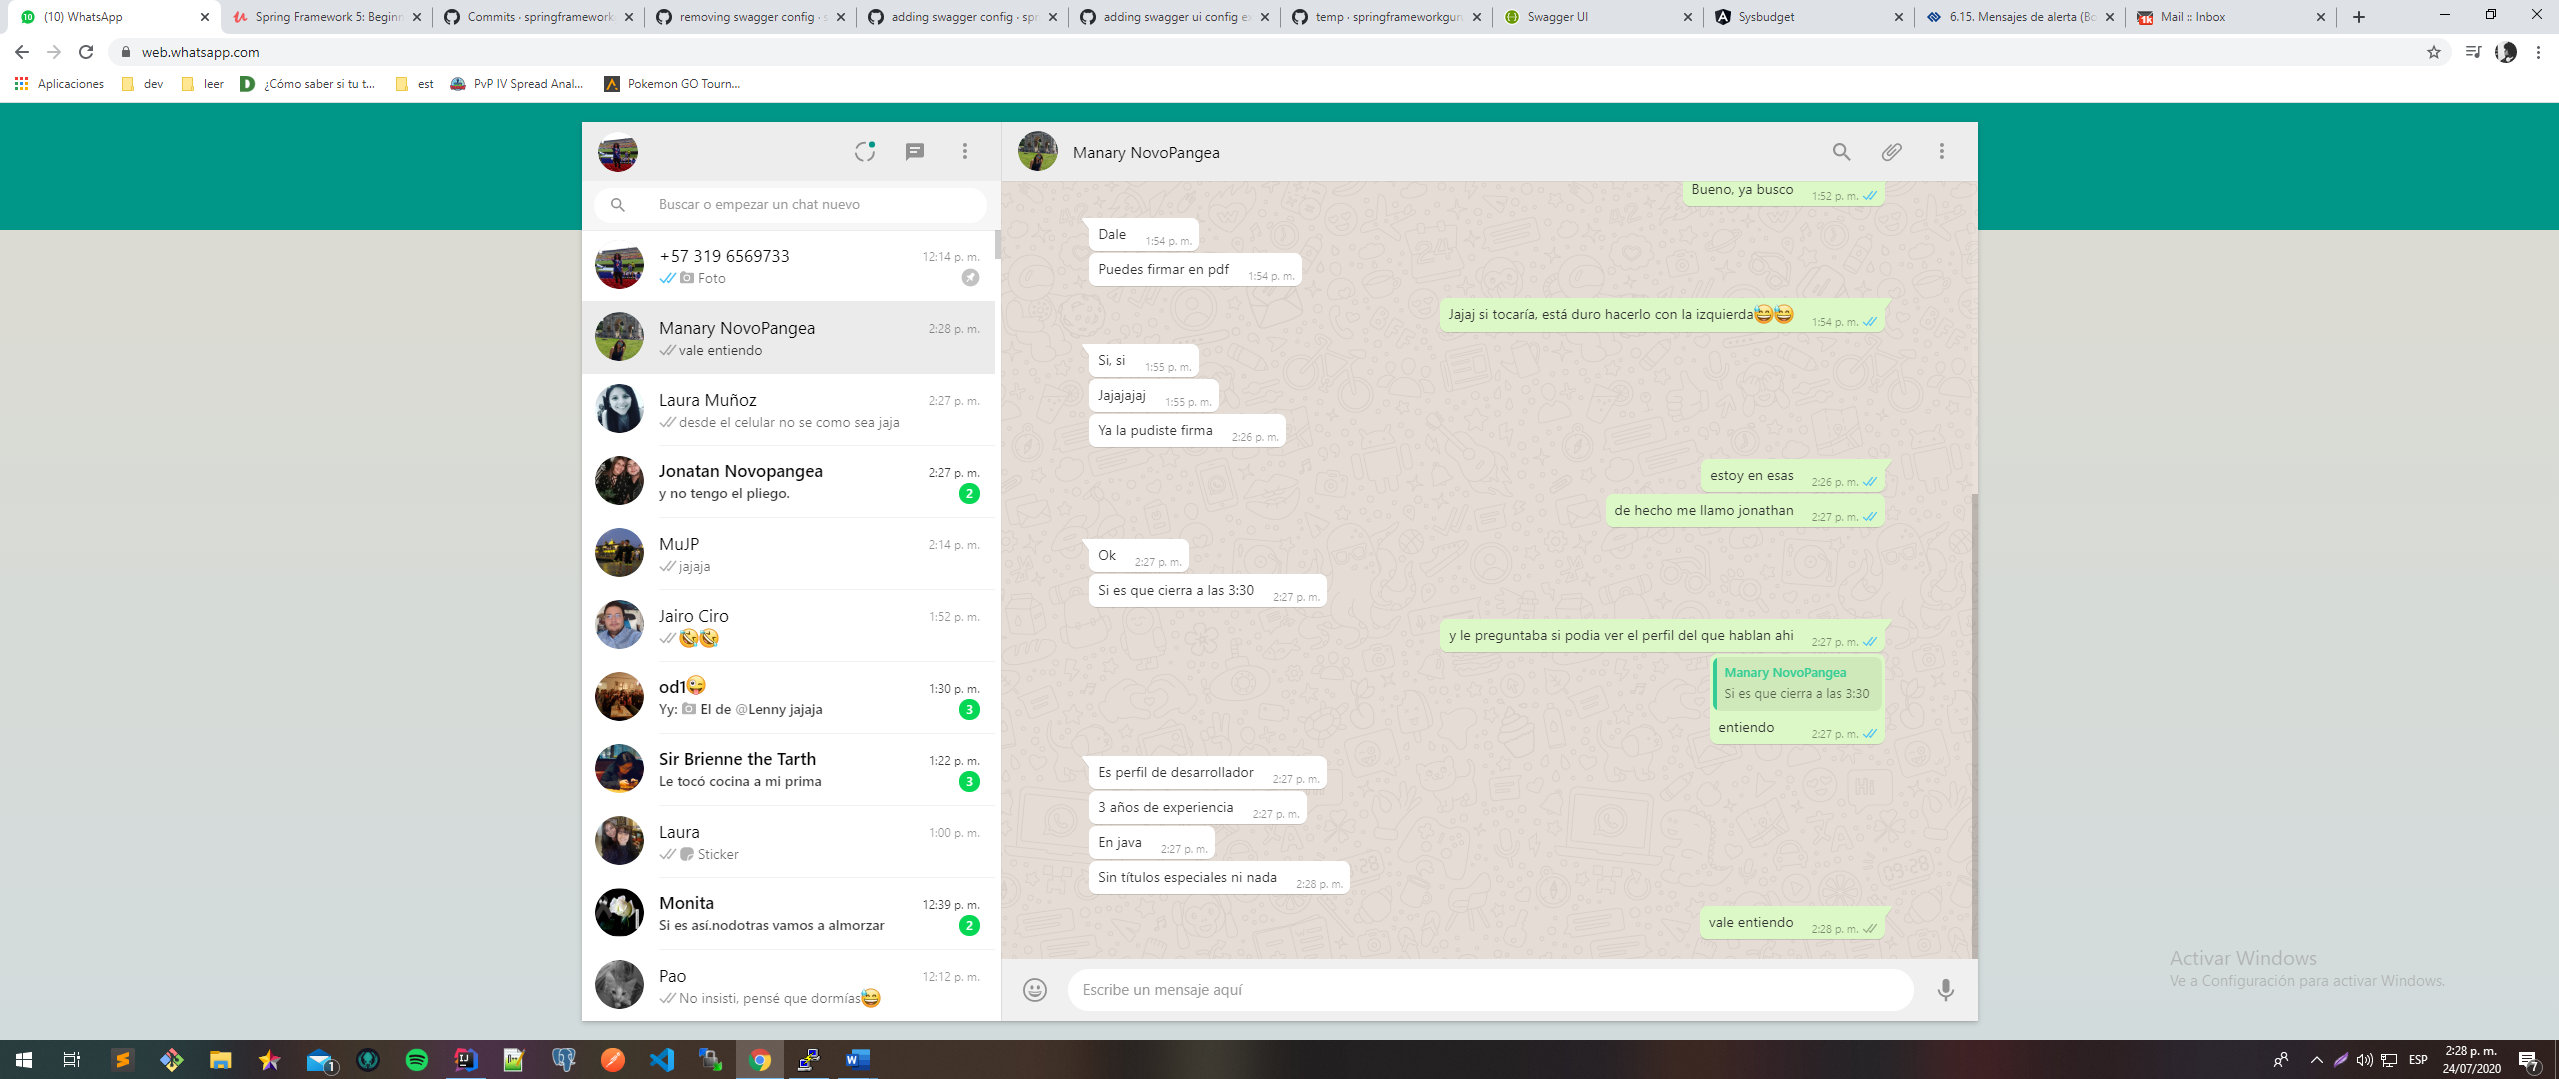 (10) WhatsApp
Spring Framework 5: Beginn
Commits · springframework
removing swagger config · s
adding swagger config · spr
adding swagger ui config ex
temp · springframeworkguru
Swagger UI
Sysbudget
6.15. Mensajes de alerta (Bo
Mail :: Inbox
web.whatsapp.com
Aplicaciones
dev
leer
¿Cómo saber si tu t...
est
PvP IV Spread Anal...
Pokemon GO Tourn...
Buscar o empezar un chat nuevo
+57 319 6569733 12:14 p. m.
Foto
Manary NovoPangea 2:28 p. m.
vale entiendo
Laura Muñoz 2:27 p. m.
desde el celular no se como sea jaja
Jonatan Novopangea 2:27 p. m.
y no tengo el pliego. 2
MuJP 2:14 p. m.
jajaja
Jairo Ciro 1:52 p. m.
🤣🤣
od1😜 1:30 p. m.
Yy: El de @Lenny jajaja 3
Sir Brienne the Tarth 1:22 p. m.
Le tocó cocina a mi prima 3
Laura 1:00 p. m.
Sticker
Monita 12:39 p. m.
Si es así.nodotras vamos a almorzar 2
Pao 12:12 p. m.
No insisti, pensé que dormías😅
Manary NovoPangea
Bueno, ya busco 1:52 p. m.
Dale 1:54 p. m.
Puedes firmar en pdf 1:54 p. m.
Jajaj si tocaría, está duro hacerlo con la izquierda😅😅 1:54 p. m.
Si, si 1:55 p. m.
Jajajajaj 1:55 p. m.
Ya la pudiste firma 2:26 p. m.
estoy en esas 2:26 p. m.
de hecho me llamo jonathan 2:27 p. m.
Ok 2:27 p. m.
Si es que cierra a las 3:30 2:27 p. m.
y le preguntaba si podia ver el perfil del que hablan ahi 2:27 p. m.
Manary NovoPangea
Si es que cierra a las 3:30
entiendo 2:27 p. m.
Es perfil de desarrollador 2:27 p. m.
3 años de experiencia 2:27 p. m.
En java 2:27 p. m.
Sin títulos especiales ni nada 2:28 p. m.
vale entiendo 2:28 p. m.
Escribe un mensaje aquí
Activar Windows
Ve a Configuración para activar Windows.
1
ESP
2:28 p. m.
24/07/2020
7